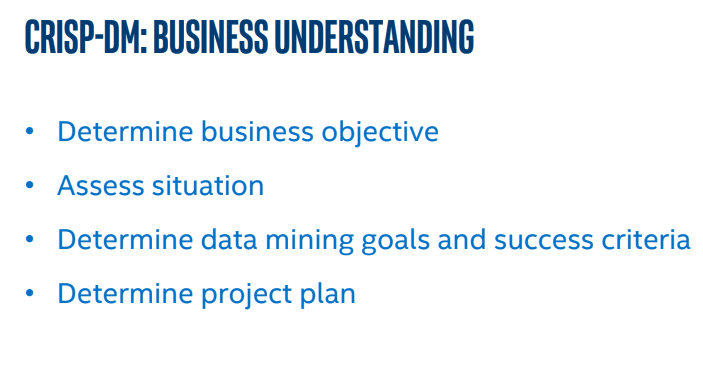 CRISP-DM: BUSINESS UNDERSTANDING
• Determine business objective
• Assess situation
• Determine data mining goals and success criteria
• Determine project plan